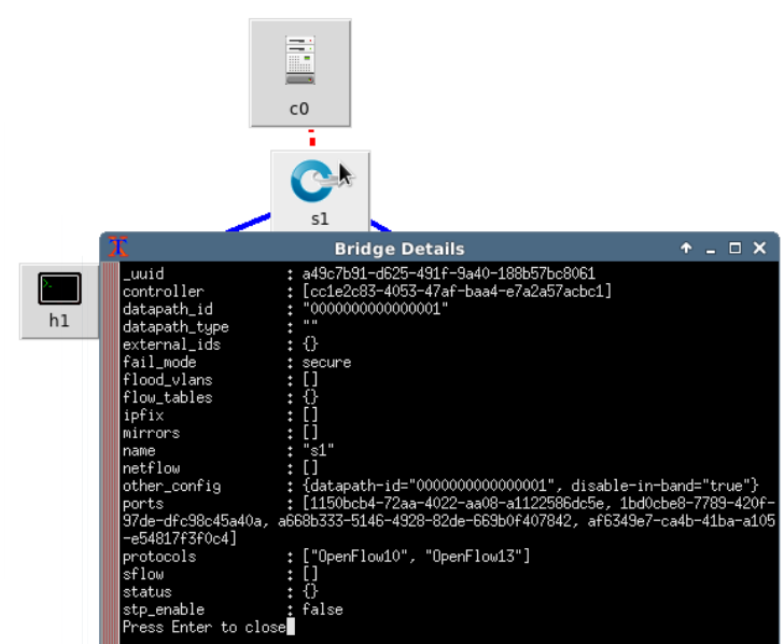 c0
s1
Bridge Details
h1
_uuid : a49c7b91-d625-491f-9a40-188b57bc8061
controller : [cc1e2c83-4053-47af-baa4-e7a2a57acbc1]
datapath_id : "0000000000000001"
datapath_type : ""
external_ids : {}
fail_mode : secure
flood_vlans : []
flow_tables : {}
ipfix : []
mirrors : []
name : "s1"
netflow : []
other_config : {datapath-id="0000000000000001", disable-in-band="true"}
ports : [1150bcb4-72aa-4022-aa08-a1122586dc5e, 1bd0cbe8-7789-420f-
97de-dfc98c45a40a, a668b333-5146-4928-82de-669b0f407842, af6349e7-ca4b-41ba-a105
-e54817f3f0c4]
protocols : ["OpenFlow10", "OpenFlow13"]
sflow : []
status : {}
stp_enable : false
Press Enter to close